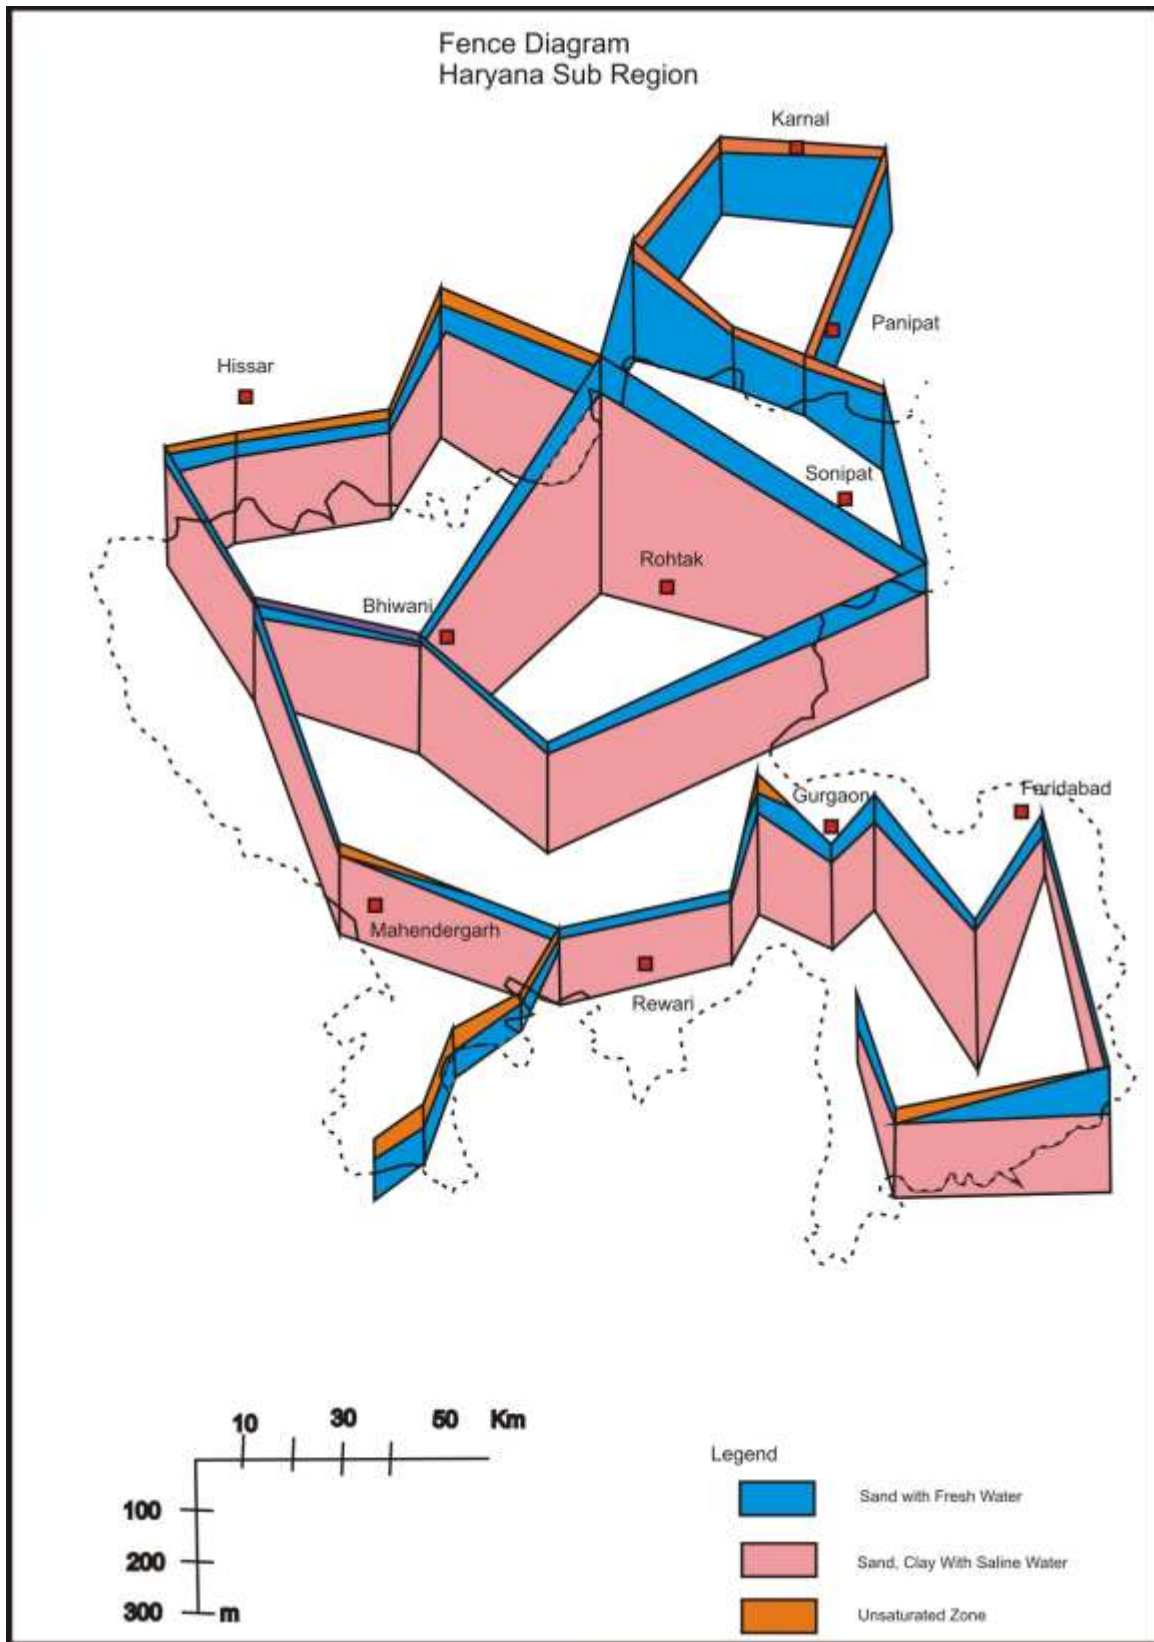 Fence Diagram
Haryana Sub Region
Karnal
Panipat
Hissar
Sonipat
Rohtak
Bhiwani
Gurgaon
Faridabad
Mahendergarh
Rewari
10 30 50 Km
100
200
300 m
Legend
Sand with Fresh Water
Sand, Clay With Saline Water
Unsaturated Zone